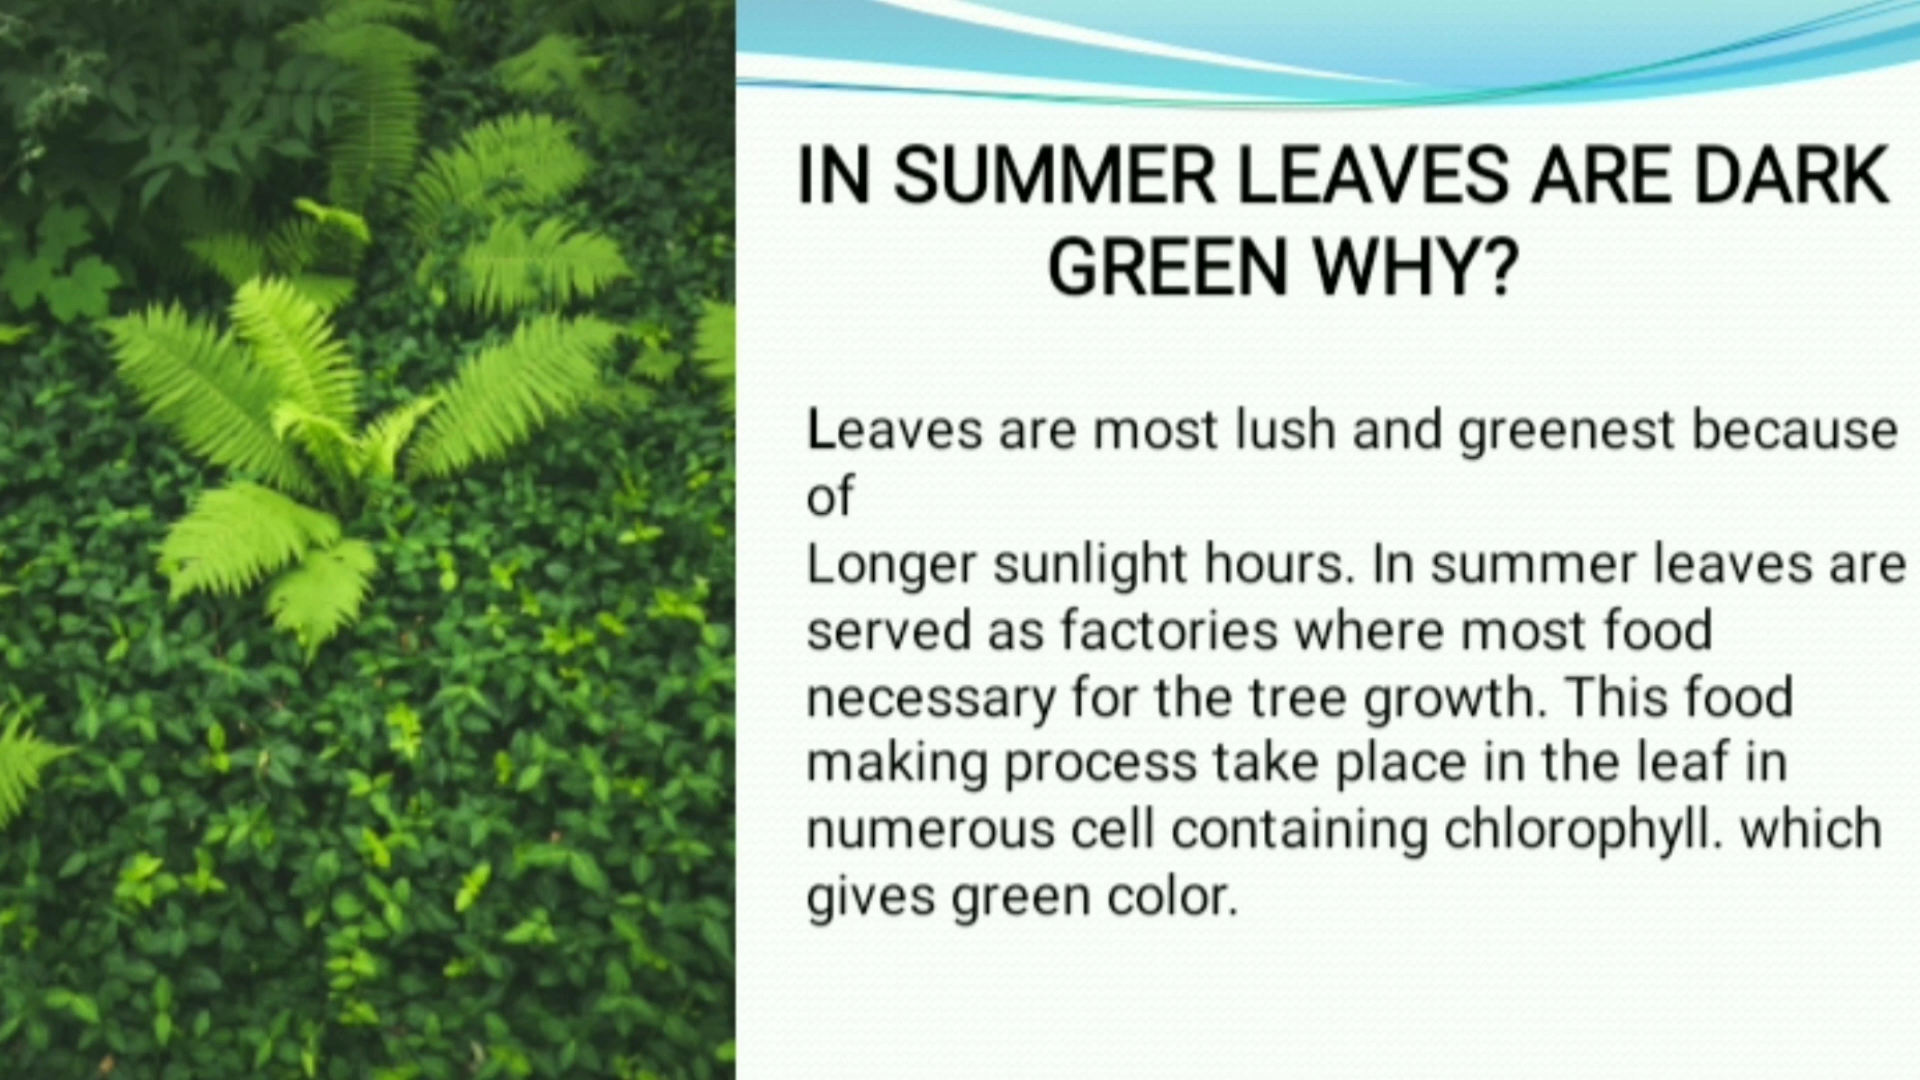 IN SUMMER LEAVES ARE DARK
GREEN WHY?
Leaves are most lush and greenest because
of
Longer sunlight hours. In summer leaves are
served as factories where most food
necessary for the tree growth. This food
making process take place in the leaf in
numerous cell containing chlorophyll. which
gives green color.